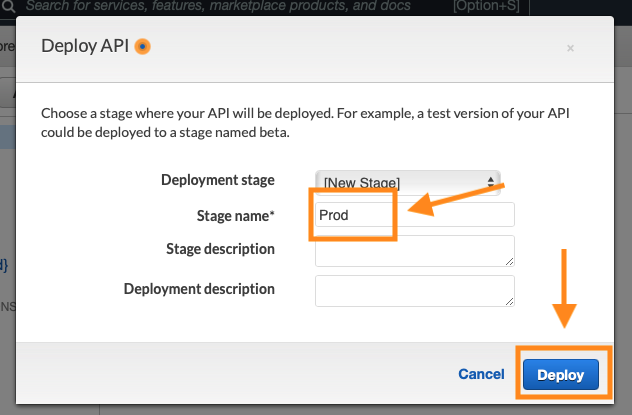 Search for services, features, marketplace products, and docs [Option+S]
Deploy API
×
Choose a stage where your API will be deployed. For example, a test version of your API
could be deployed to a stage named beta.
Deployment stage [New Stage]
Stage name* Prod
Stage description
d}
Deployment description
NS
Cancel Deploy